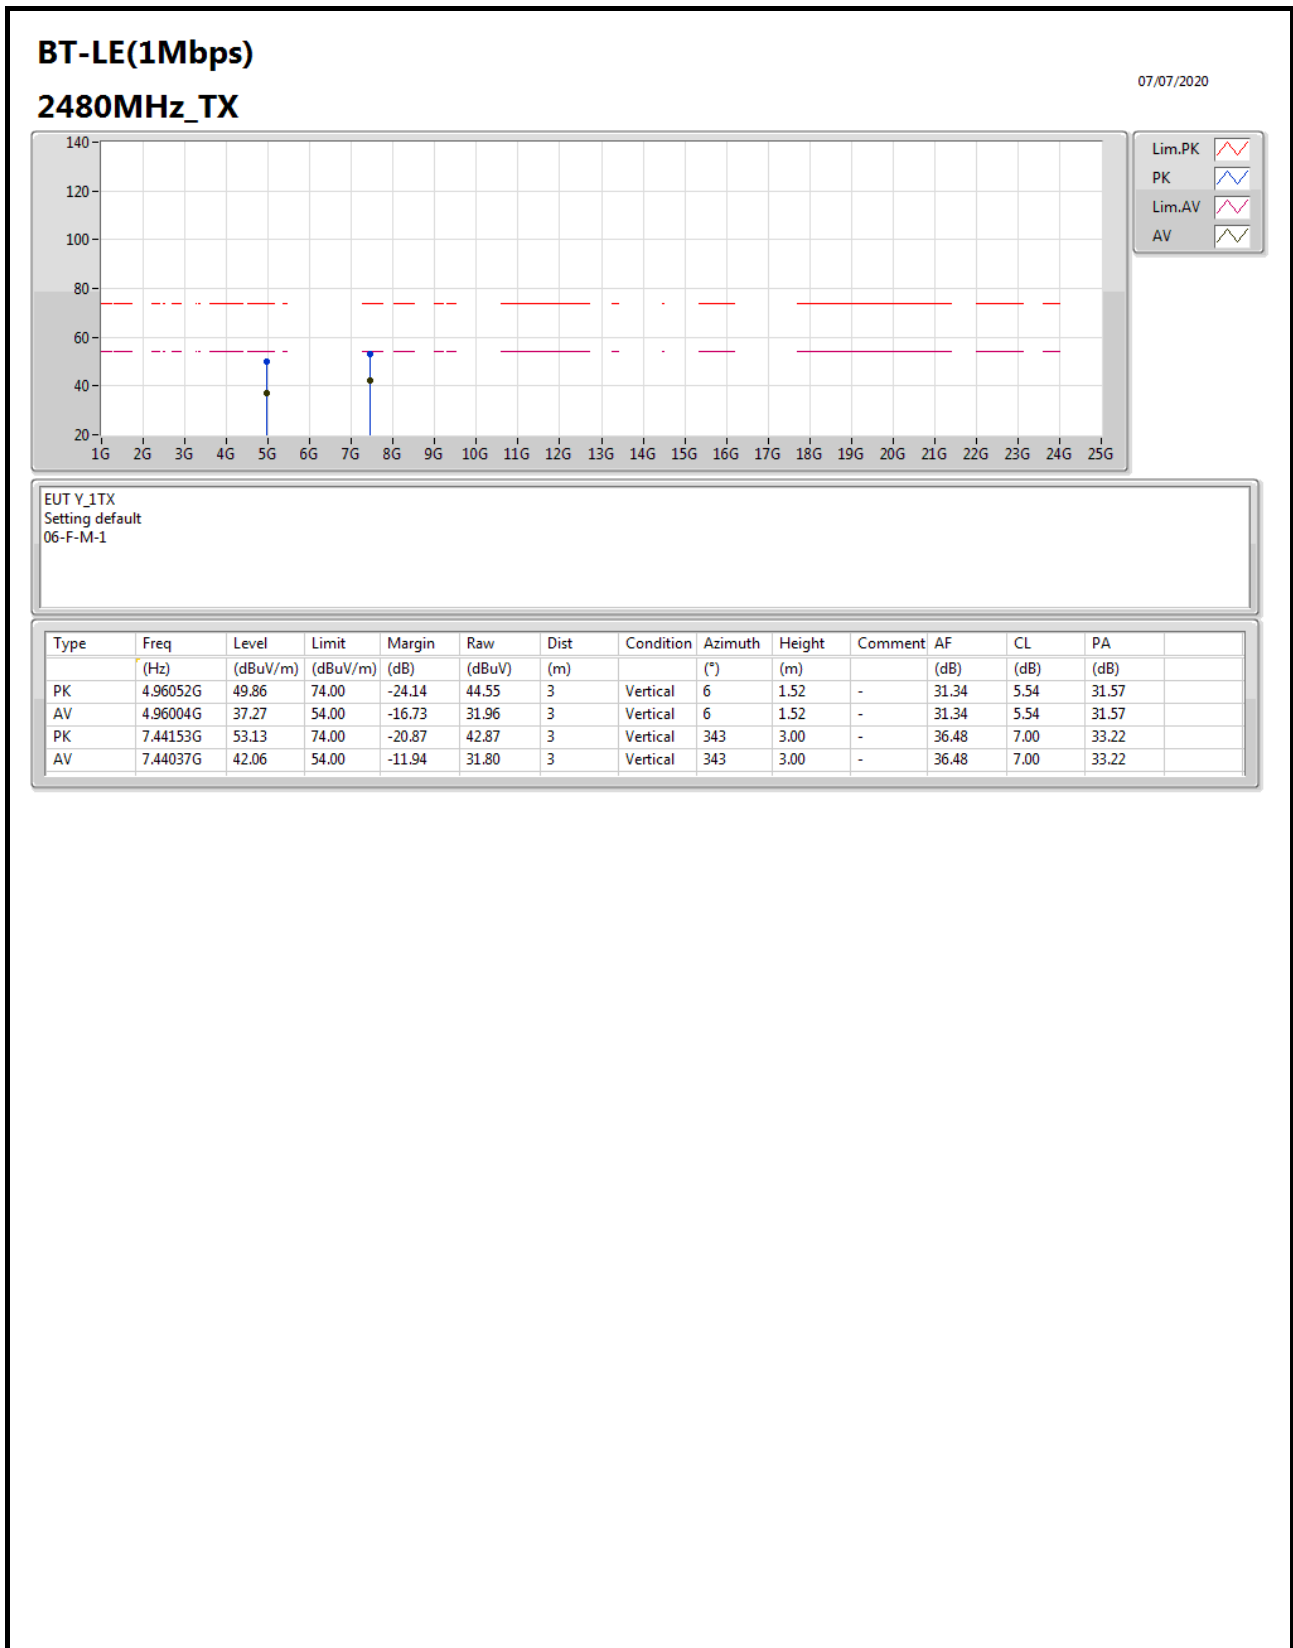 BT-LE(1Mbps)
07/07/2020
2480MHz_TX
140
120
100
80
60
40
20
1G 2G 3G 4G 5G 6G 7G 8G 9G 10G 11G 12G 13G 14G 15G 16G 17G 18G 19G 20G 21G 22G 23G 24G 25G
Lim.PK
PK
Lim.AV
AV
EUT Y_1TX
Setting default
06-F-M-1
Type Freq Level Limit Margin Raw Dist Condition Azimuth Height Comment AF CL PA
(Hz) (dBuV/m) (dBuV/m) (dB) (dBuV) (m) (°) (m) (dB) (dB) (dB)
PK 4.96052G 49.86 74.00 -24.14 44.55 3 Vertical 6 1.52 - 31.34 5.54 31.57
AV 4.96004G 37.27 54.00 -16.73 31.96 3 Vertical 6 1.52 - 31.34 5.54 31.57
PK 7.44153G 53.13 74.00 -20.87 42.87 3 Vertical 343 3.00 - 36.48 7.00 33.22
AV 7.44037G 42.06 54.00 -11.94 31.80 3 Vertical 343 3.00 - 36.48 7.00 33.22